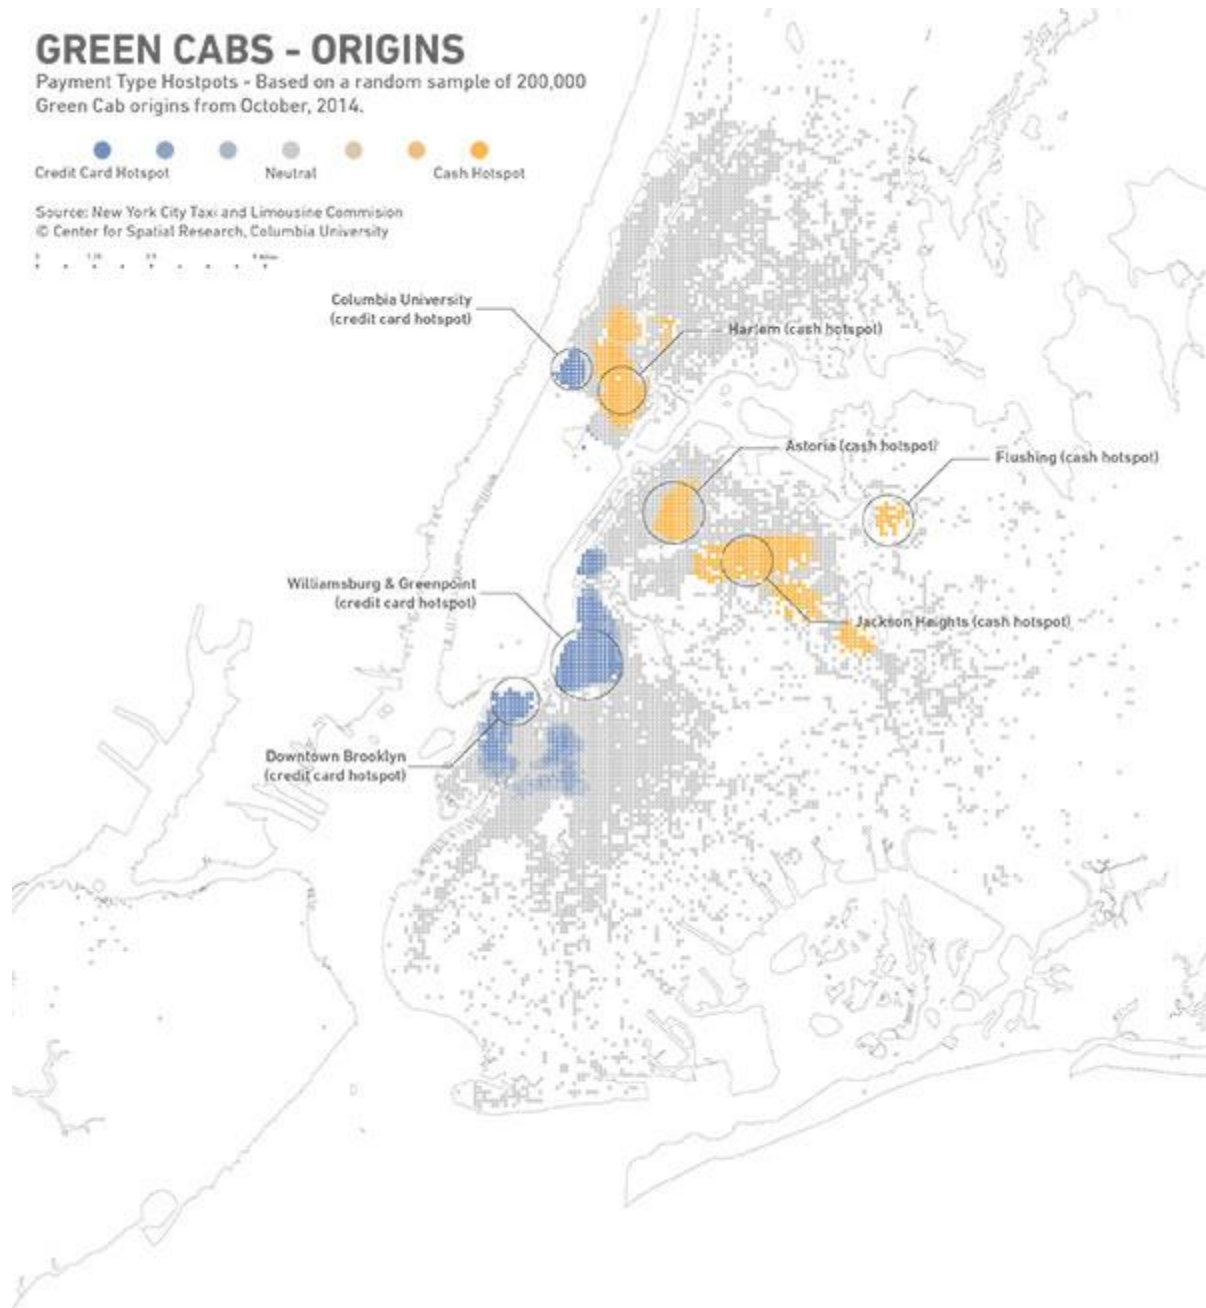 GREEN CABS - ORIGINS
Payment Type Hostpots - Based on a random sample of 200,000
Green Cab origins from October, 2014.
Credit Card Hotspot
Neutral
Cash Hotspot
Source: New York City Taxi and Limousine Commision
© Center for Spatial Research, Columbia University
Columbia University
(credit card hotspot)
Harlem (cash hotspot)
Astoria (cash hotspot)
Flushing (cash hotspot)
Williamsburg & Greenpoint
(credit card hotspot)
Jackson Heights (cash hotspot)
Downtown Brooklyn
(credit card hotspot)